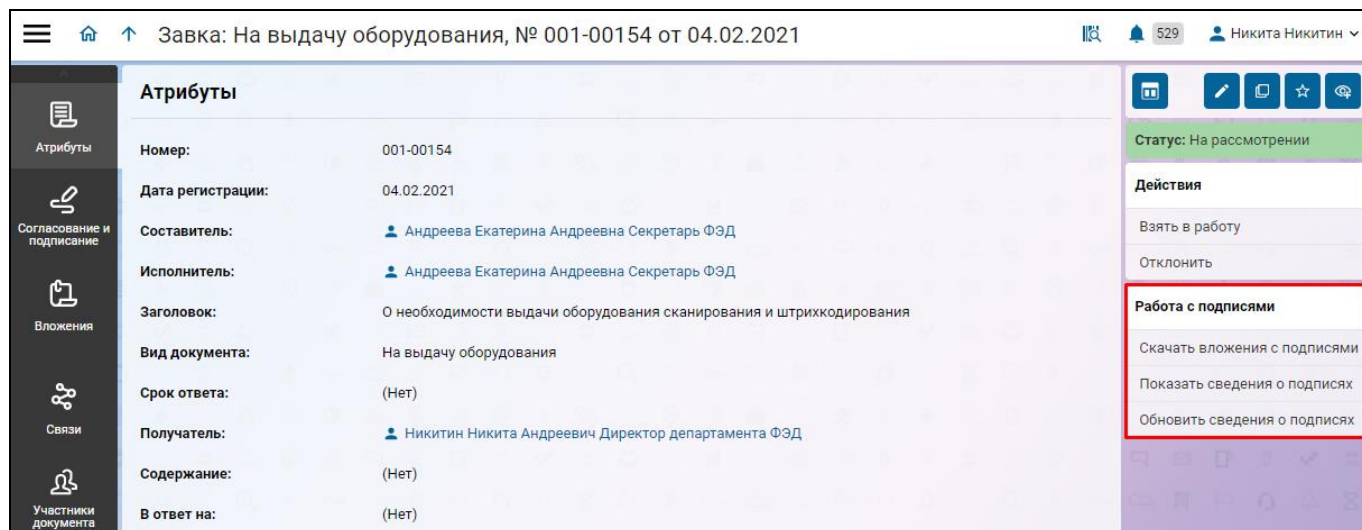 Завка: На выдачу оборудования, № 001-00154 от 04.02.2021
529
Никита Никитин
Атрибуты
Согласование и
подписание
Вложения
Связи
Участники
документа
Атрибуты
Номер: 001-00154
Дата регистрации: 04.02.2021
Составитель: Андреева Екатерина Андреевна Секретарь ФЭД
Исполнитель: Андреева Екатерина Андреевна Секретарь ФЭД
Заголовок: О необходимости выдачи оборудования сканирования и штрихкодирования
Вид документа: На выдачу оборудования
Срок ответа: (Нет)
Получатель: Никитин Никита Андреевич Директор департамента ФЭД
Содержание: (Нет)
В ответ на: (Нет)
Статус: На рассмотрении
Действия
Взять в работу
Отклонить
Работа с подписями
Скачать вложения с подписями
Показать сведения о подписях
Обновить сведения о подписях